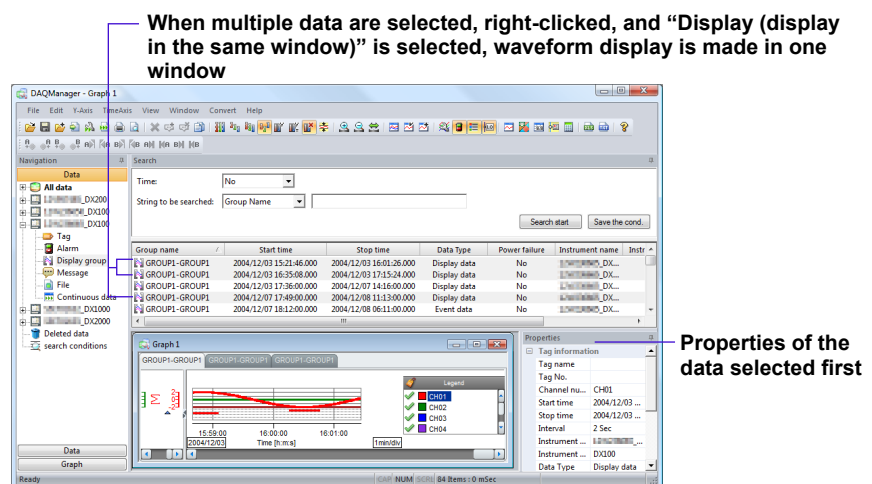 When multiple data are selected, right-clicked, and “Display (display
in the same window)” is selected, waveform display is made in one
window
DAQManager - Graph 1
File Edit Y-Axis TimeAxis View Window Convert Help
Navigation
Search
Data
All data
_DX200
_DX100
_DX100
Tag
Alarm
Display group
Message
File
Continuous data
_DX1000
_DX2000
Deleted data
search conditions
Data
Graph
Time: No
String to be searched: Group Name
Search start Save the cond.
Group name / Start time Stop time Data Type Power failure Instrument name Instr
GROUP1-GROUP1 2004/12/03 15:21:46.000 2004/12/03 16:01:26.000 Display data No _DX...
GROUP1-GROUP1 2004/12/03 16:35:08.000 2004/12/03 17:15:24.000 Display data No _DX...
GROUP1-GROUP1 2004/12/03 17:36:00.000 2004/12/07 14:16:00.000 Display data No _DX...
GROUP1-GROUP1 2004/12/07 17:49:00.000 2004/12/08 11:13:00.000 Display data No _DX...
GROUP1-GROUP1 2004/12/07 18:12:00.000 2004/12/08 06:11:00.000 Event data No _DX...
Graph 1
GROUP1-GROUP1 GROUP1-GROUP1 GROUP1-GROUP1
Legend
CH01
CH02
CH03
CH04
15:59:00 16:00:00 16:01:00
2004/12/03 Time [h:m:s] 1min/div
Properties
Tag information
Tag name
Tag No.
Channel nu... CH01
Start time 2004/12/03 ...
Stop time 2004/12/03 ...
Interval 2 Sec
Instrument ... _...
Instrument ... DX100
Data Type Display data
Properties of the
data selected first
Ready
CAP NUM SCRL 84 Items : 0 mSec